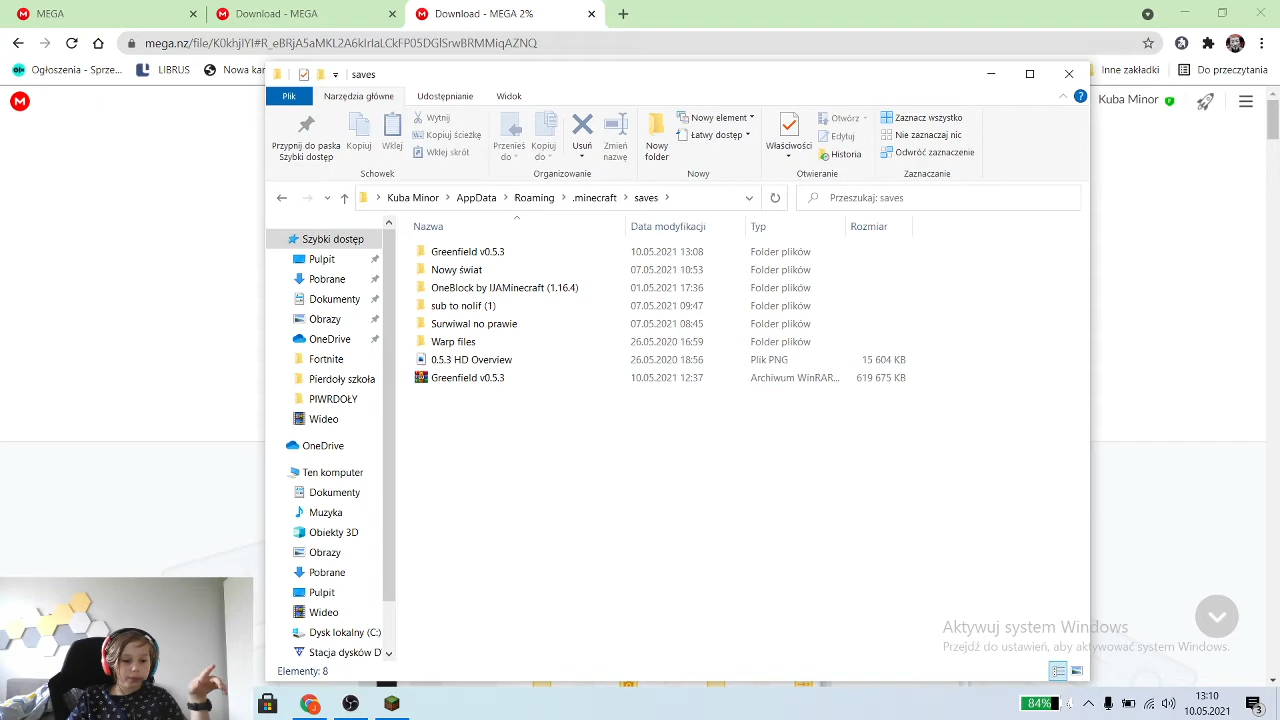 MEGA
Download - MEGA
Download - MEGA 2%
mega.nz/file/K0khjIYI#R_eBRjA5aMKL2A6kIrIaLCkFP05DGlSrwBRMMiqAZNQ
Ogłoszenia - Sprze...
LIBRUS
Nowa kar
Inne zakładki
Do przeczytania
Kuba Minor
saves
Plik
Narzędzia główne
Udostępnianie
Widok
Przypnij do paska Szybki dostęp
Kopiuj
Wklej
Wytnij
Kopiuj ścieżkę
Wklej skrót
Schowek
Przenieś do
Kopiuj do
Usuń
Zmień nazwę
Organizowanie
Nowy folder
Nowy element
Łatwy dostęp
Nowy
Właściwości
Otwórz
Edytuj
Historia
Otwieranie
Zaznacz wszystko
Nie zaznaczaj nic
Odwróć zaznaczenie
Zaznaczanie
Kuba Minor > AppData > Roaming > .minecraft > saves >
Przeszukaj: saves
Nazwa Data modyfikacji Typ Rozmiar
Greenfield v0.5.3 10.05.2021 13:08 Folder plików
Nowy świat 07.05.2021 10:53 Folder plików
OneBlock by IJAMinecraft (1.16.4) 01.05.2021 17:36 Folder plików
sub to nolif (1) 07.05.2021 09:47 Folder plików
Surwiwal no prawie 07.05.2021 08:45 Folder plików
Warp files 26.05.2020 16:59 Folder plików
0.5.3 HD Overview 26.05.2020 18:56 Plik PNG 15 604 KB
Greenfield v0.5.3 10.05.2021 12:37 Archiwum WinRAR... 619 675 KB
Szybki dostęp
Pulpit
Pobrane
Dokumenty
Obrazy
OneDrive
Fortnite
Pierdoły szkoła
PIWRDOŁY
Wideo
OneDrive
Ten komputer
Dokumenty
Muzyka
Obiekty 3D
Obrazy
Pobrane
Pulpit
Wideo
Dysk lokalny (C:)
Stacja dysków D
Elementy: 8
Aktywuj system Windows
Przejdź do ustawień, aby aktywować system Windows.
84%
13:10
10.05.2021
3